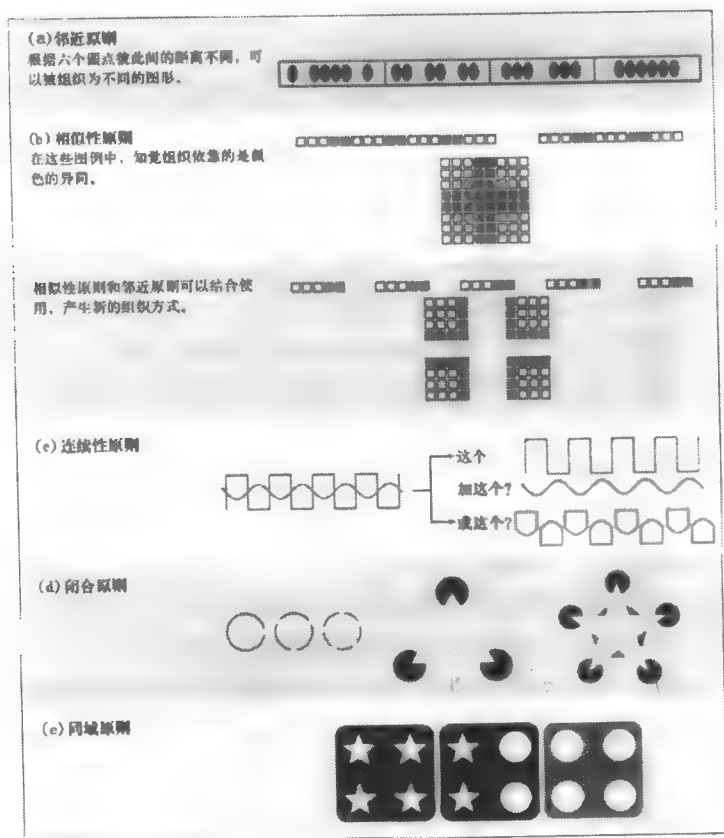 (a)邻近原则
根据六个圆点彼此间的距离不同，可
以被组织为不同的图形。
(b)相似性原则
在这些图例中，知觉组织依靠的是颜
色的异同。
相似性原则和邻近原则可以结合使
用，产生新的组织方式。
(c)连续性原则
这个
加这个?
或这个?
(d)闭合原则
(e)同域原则